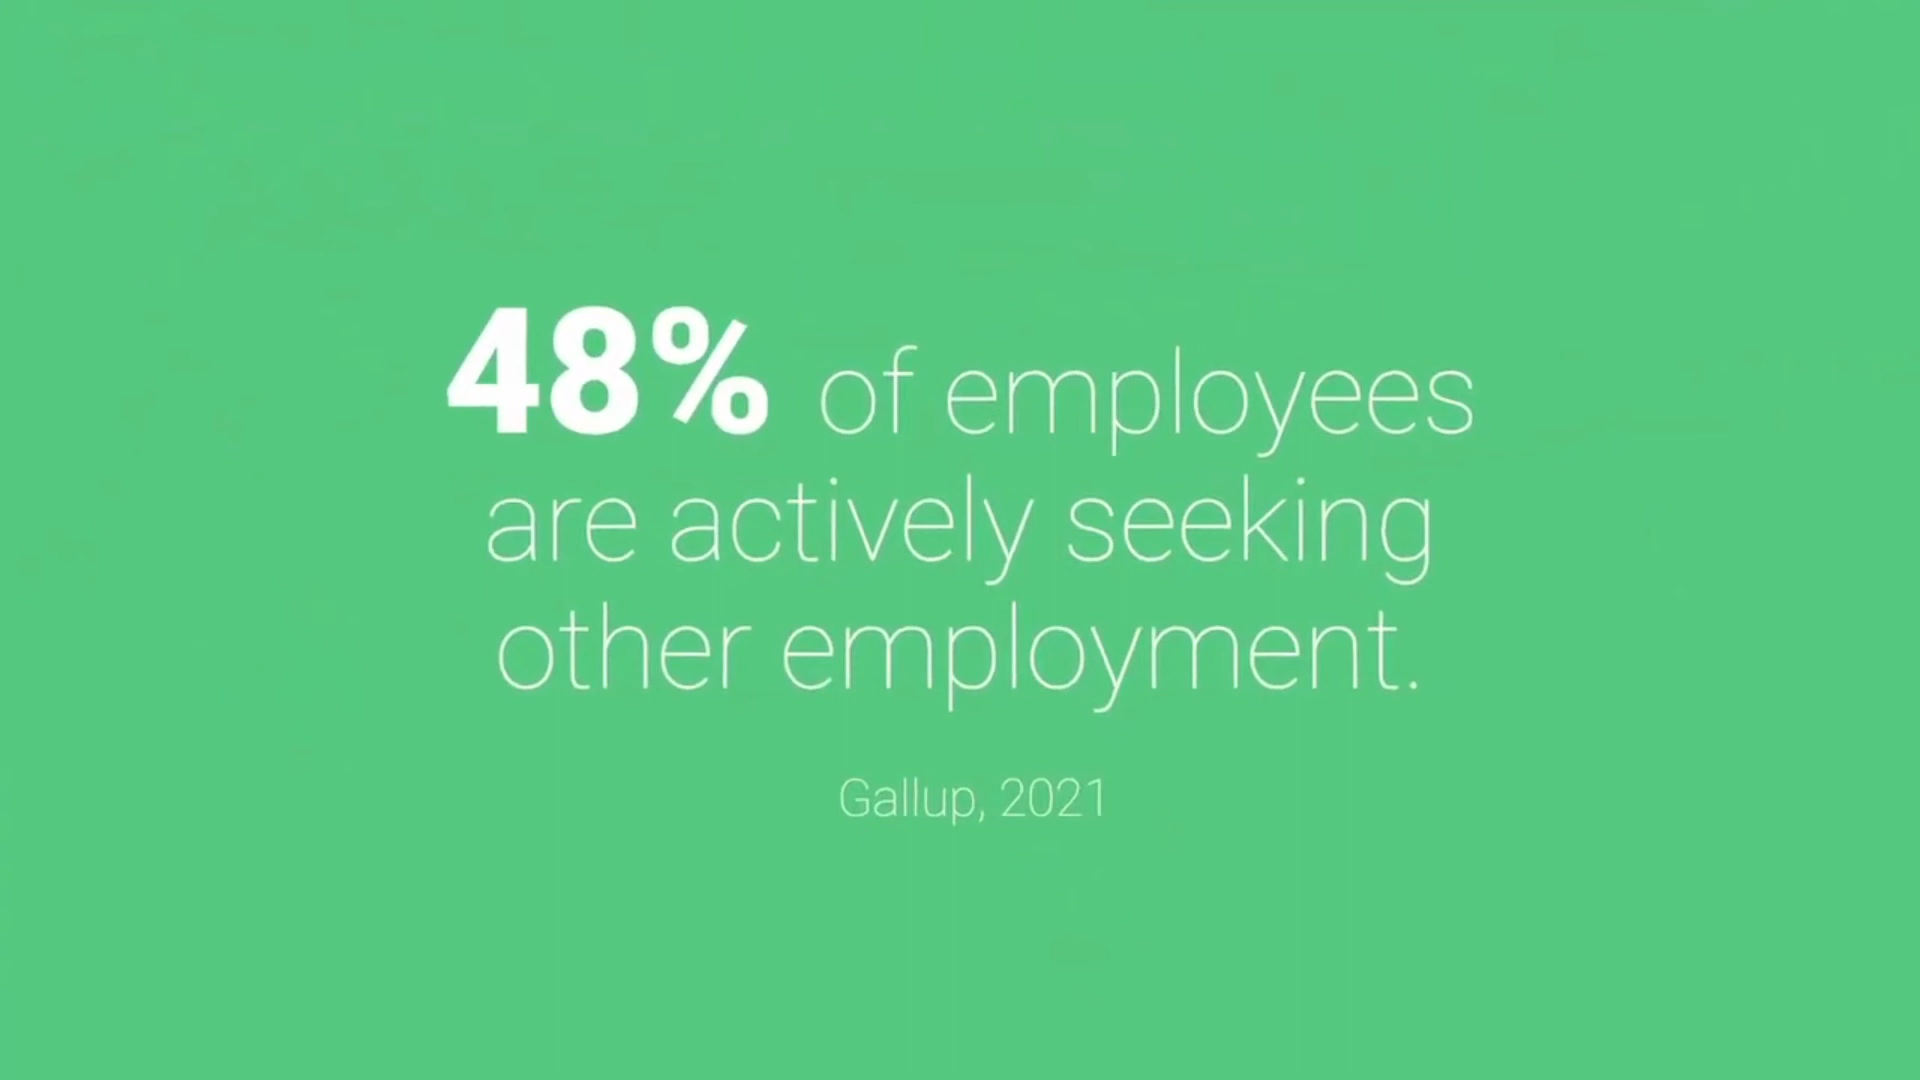 48% of employees
are actively seeking
other employment.
Gallup, 2021